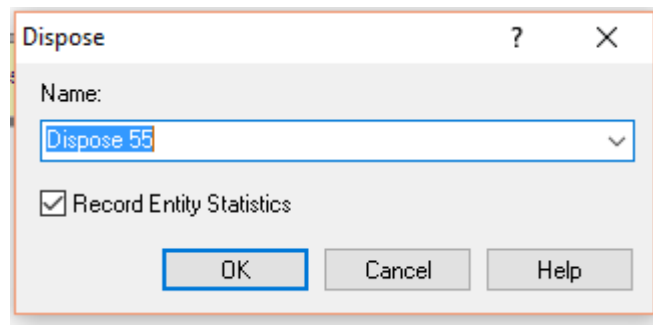 Dispose ?
Name:
Dispose 55
Record Entity Statistics
OK Cancel Help